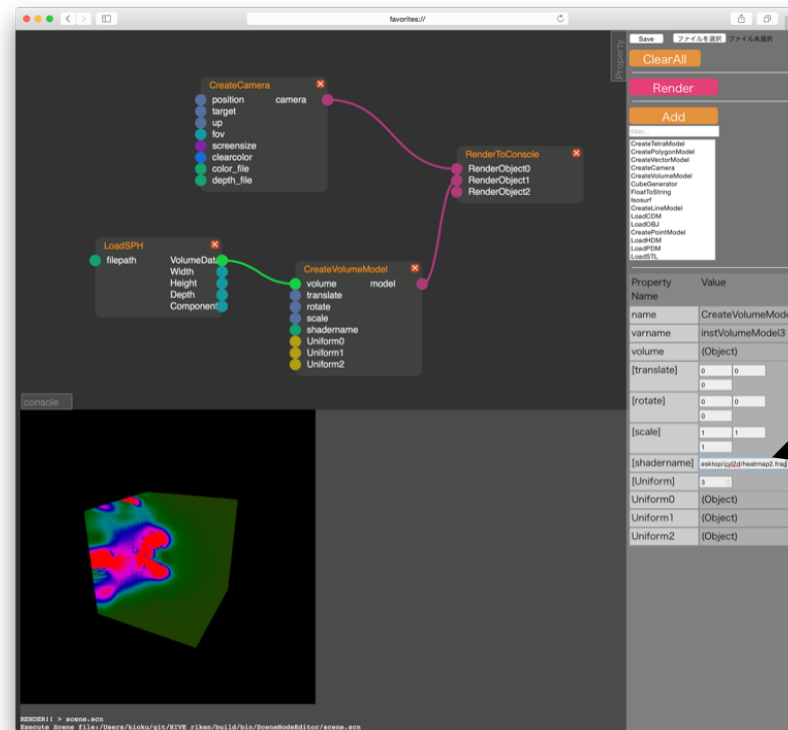 favorites://
Property
Save ファイルを選択 ファイル未選択
ClearAll
Render
Add
filter...
CreateTetraModel
CreatePolygonModel
CreateVectorModel
CreateCamera
CreateVolumeModel
CubeGenerator
FloatToString
Isosurf
CreateLineModel
LoadCDM
LoadOBJ
CreatePointModel
LoadHDM
LoadPDM
LoadSTL
CreateCamera
position camera
target
up
fov
screensize
clearcolor
color_file
depth_file
RenderToConsole
RenderObject0
RenderObject1
RenderObject2
LoadSPH
filepath VolumeData
Width
Height
Depth
Component
CreateVolumeModel
volume model
translate
rotate
scale
shadername
Uniform0
Uniform1
Uniform2
Property Value
Name
name CreateVolumeMode
varname instVolumeModel3
volume (Object)
[translate] 0 0
0
[rotate] 0 0
0
[scale] 1 1
1
[shadername] esktop/cyl2d/heatmap2.frag
[Uniform] 3
Uniform0 (Object)
Uniform1 (Object)
Uniform2 (Object)
console
RENDER!! > scene.scn
Execute Scene file:/Users/kioku/git/HIVE_riken/build/bin/SceneNodeEditor/scene.scn